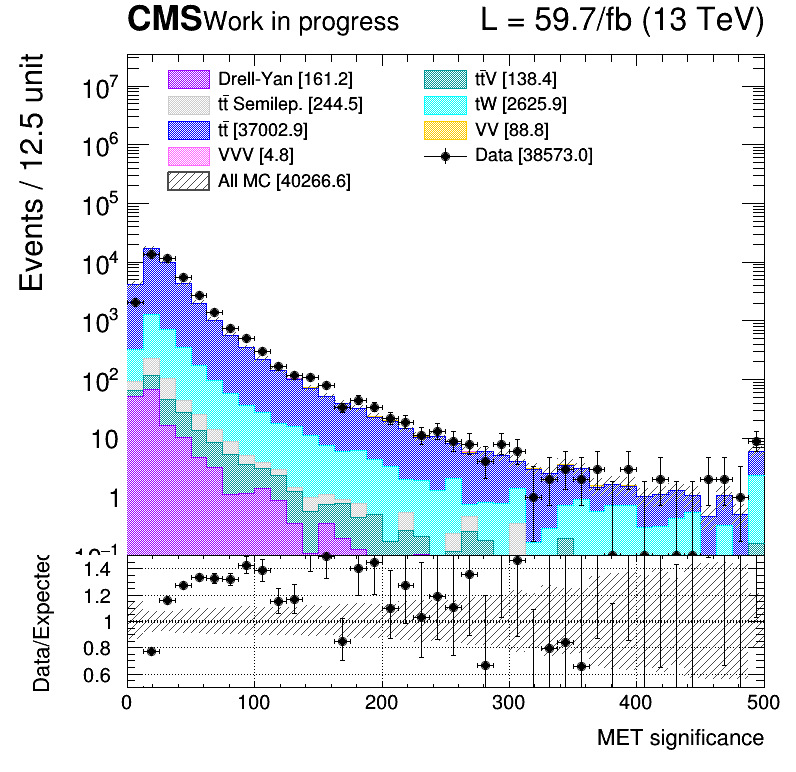 CMS Work in progress L = 59.7/fb (13 TeV)
Events / 12.5 unit
Drell-Yan [161.2]
tt̄ Semilep. [244.5]
tt̄ [37002.9]
VVV [4.8]
All MC [40266.6]
tt̄V [138.4]
tW [2625.9]
VV [88.8]
Data [38573.0]
10⁷
10⁶
10⁵
10⁴
10³
10²
10
1
10⁻¹
Data/Expected
1.4
1.2
1
0.8
0.6
0 100 200 300 400 500
MET significance